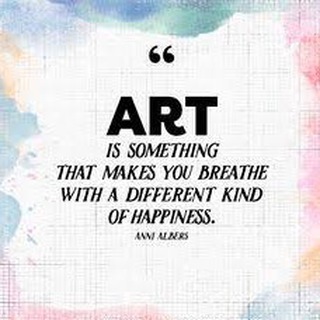 “
ART
IS SOMETHING
THAT MAKES YOU BREATHE
WITH A DIFFERENT KIND
OF HAPPINESS.
ANNI ALBERS